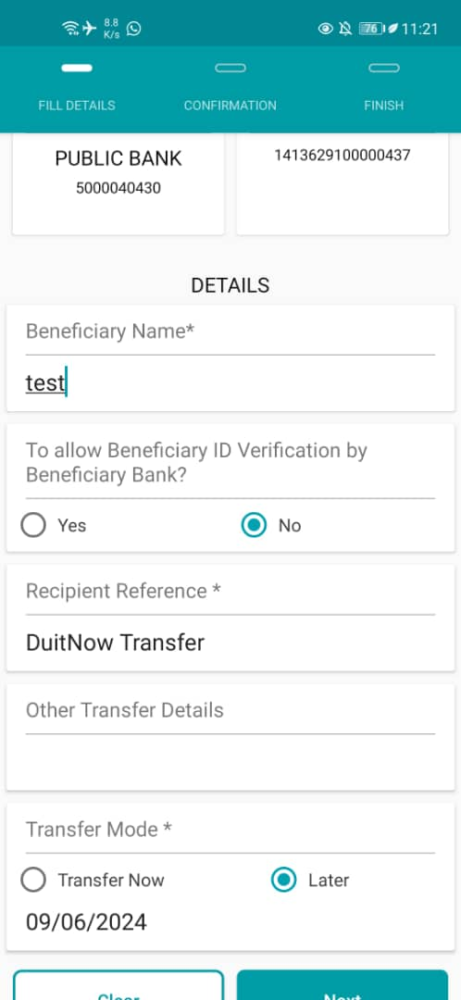 8.8
K/s
76
11:21
FILL DETAILS
CONFIRMATION
FINISH
PUBLIC BANK
5000040430
1413629100000437
DETAILS
Beneficiary Name*
test
To allow Beneficiary ID Verification by
Beneficiary Bank?
Yes
No
Recipient Reference *
DuitNow Transfer
Other Transfer Details
Transfer Mode *
Transfer Now
Later
09/06/2024
Clear
Next